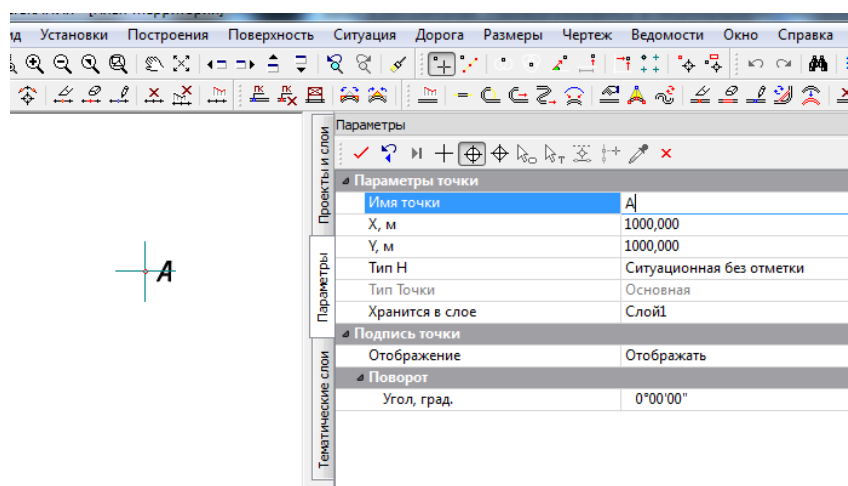 Установки Построения Поверхность Ситуация Дорога Размеры Чертеж Ведомости Окно Справка
Параметры
Проекты и слои
Параметры
Тематические слои
Параметры точки
Имя точки A
X, м 1000,000
Y, м 1000,000
Тип H Ситуационная без отметки
Тип Точки Основная
Хранится в слое Слой1
Подпись точки
Отображение Отображать
Поворот
Угол, град. 0°00'00"
A